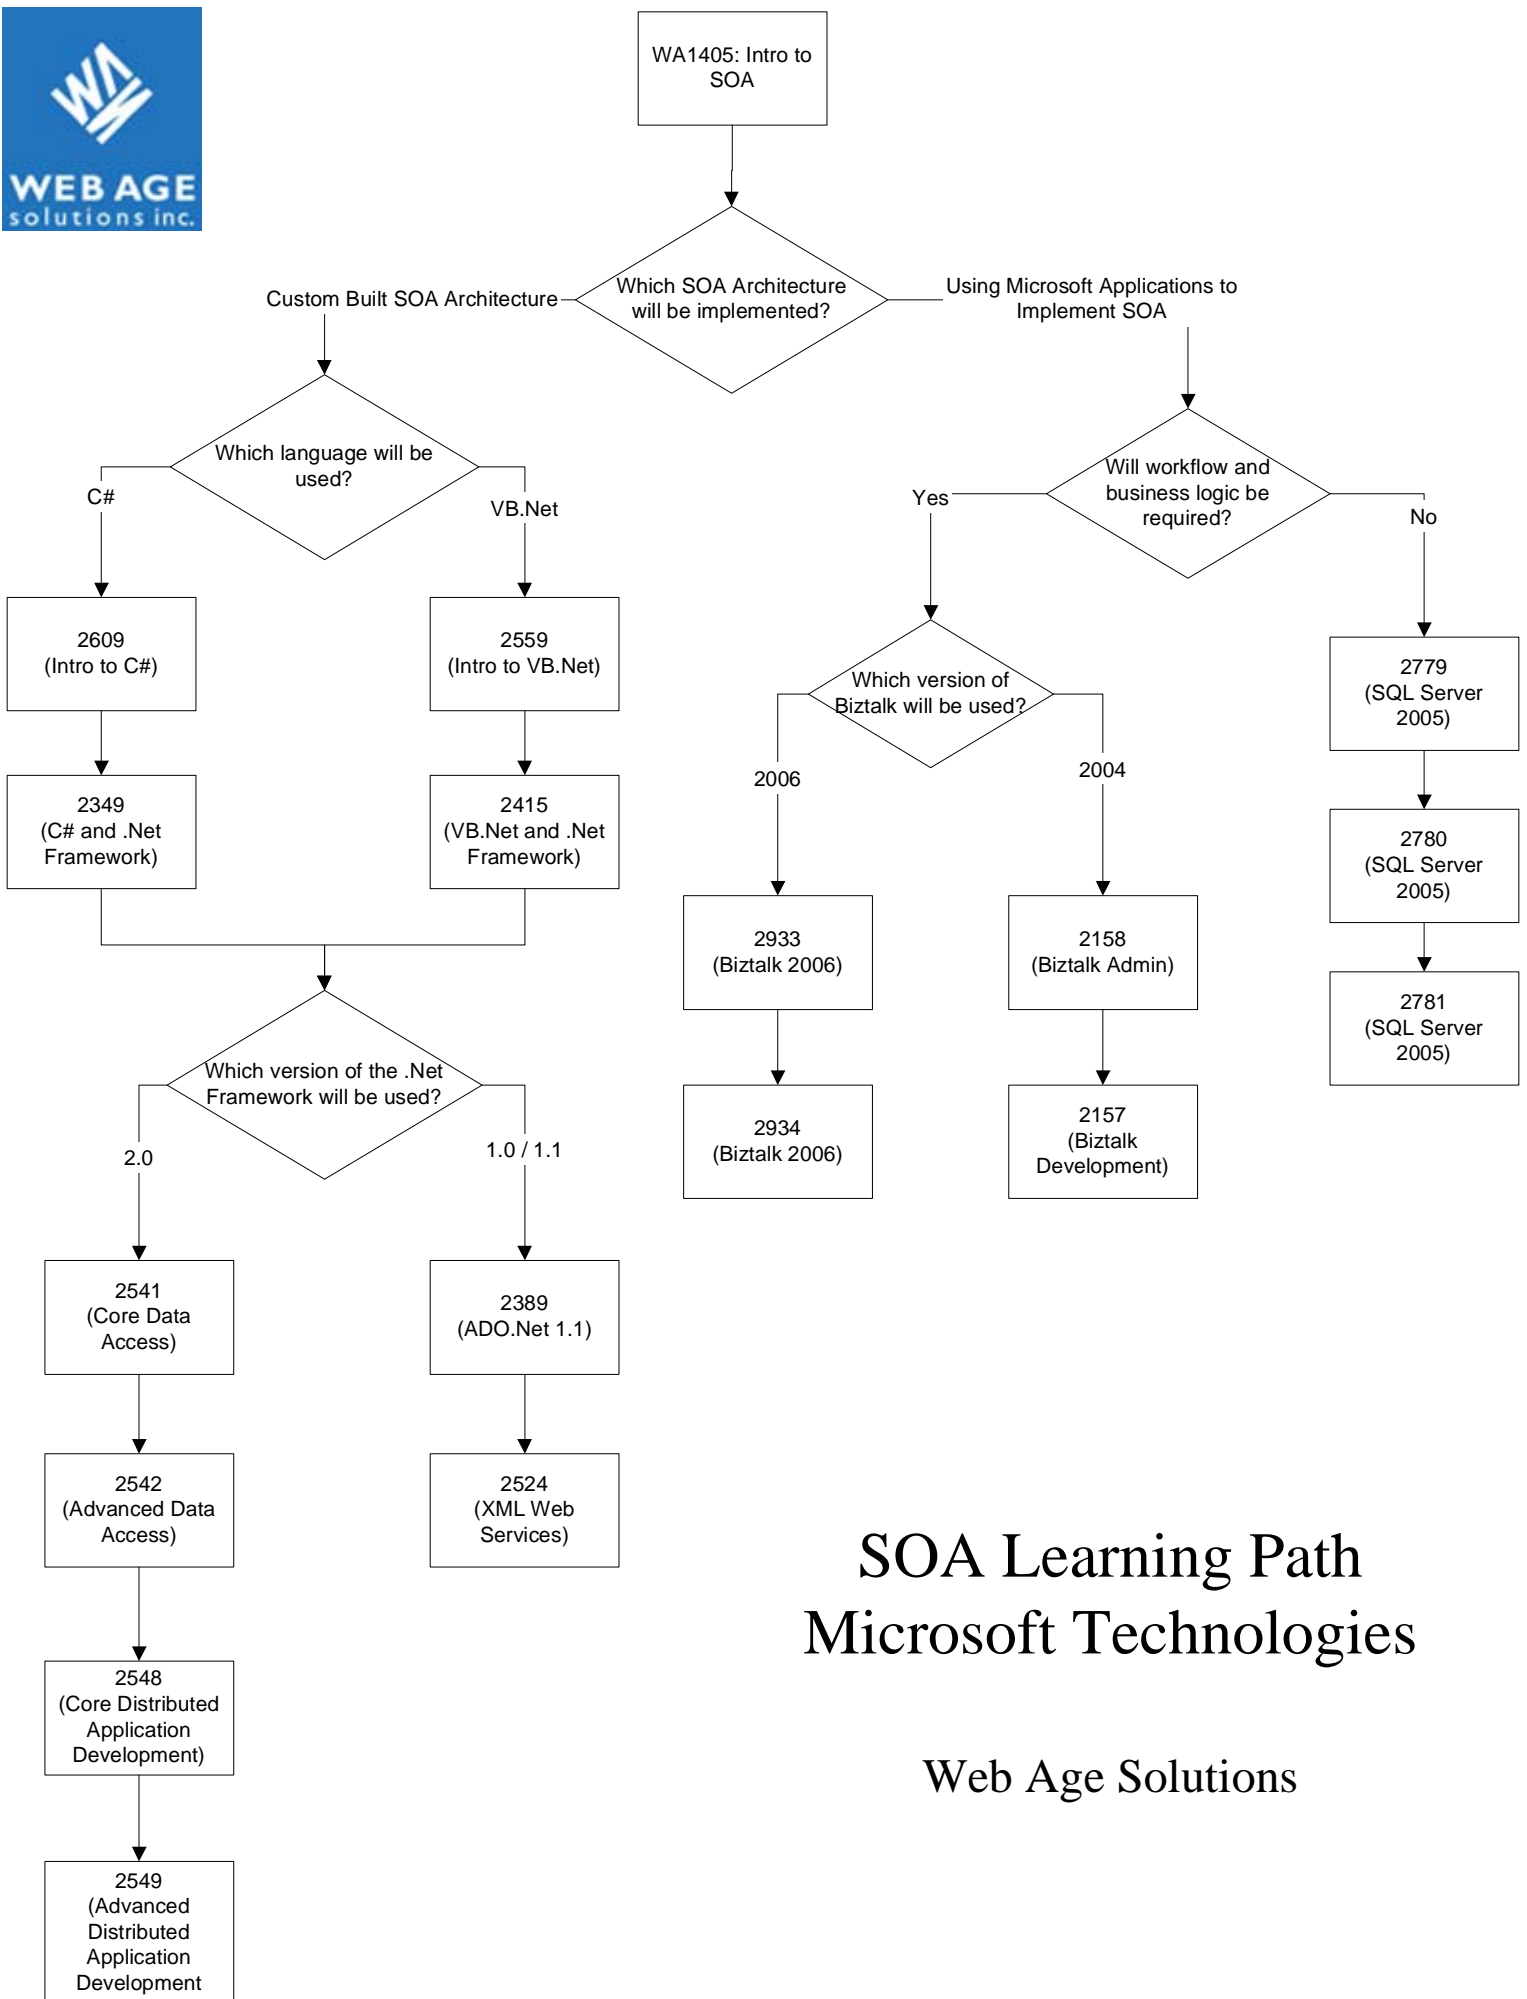 WEB AGE
solutions inc.
WA1405: Intro to
SOA
Which SOA Architecture
will be implemented?
Custom Built SOA Architecture
Using Microsoft Applications to
Implement SOA
Which language will be
used?
C#
VB.Net
Will workflow and
business logic be
required?
Yes
No
2609
(Intro to C#)
2559
(Intro to VB.Net)
Which version of
Biztalk will be used?
2779
(SQL Server
2005)
2006
2004
2349
(C# and .Net
Framework)
2415
(VB.Net and .Net
Framework)
2780
(SQL Server
2005)
2933
(Biztalk 2006)
2158
(Biztalk Admin)
2781
(SQL Server
2005)
Which version of the .Net
Framework will be used?
2.0
1.0 / 1.1
2934
(Biztalk 2006)
2157
(Biztalk
Development)
2541
(Core Data
Access)
2389
(ADO.Net 1.1)
2542
(Advanced Data
Access)
2524
(XML Web
Services)
2548
(Core Distributed
Application
Development)
2549
(Advanced
Distributed
Application
Development
SOA Learning Path
Microsoft Technologies
Web Age Solutions